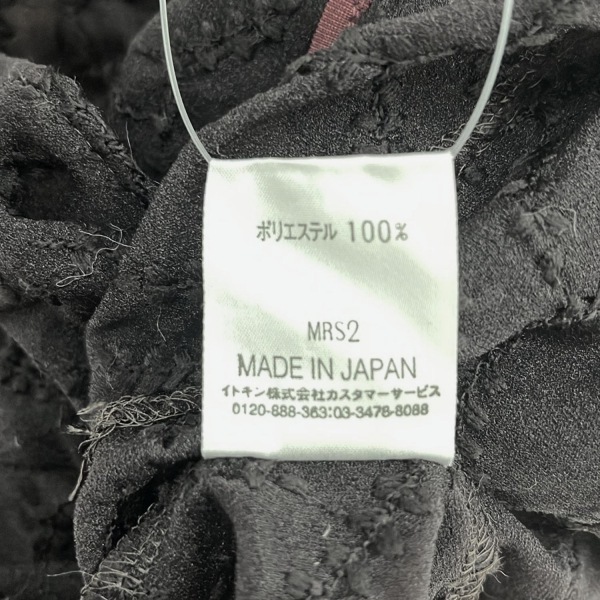 ポリエステル 100%
MRS2
MADE IN JAPAN
イトキン株式会社カスタマーサービス
0120-888-363:03-3478-8088